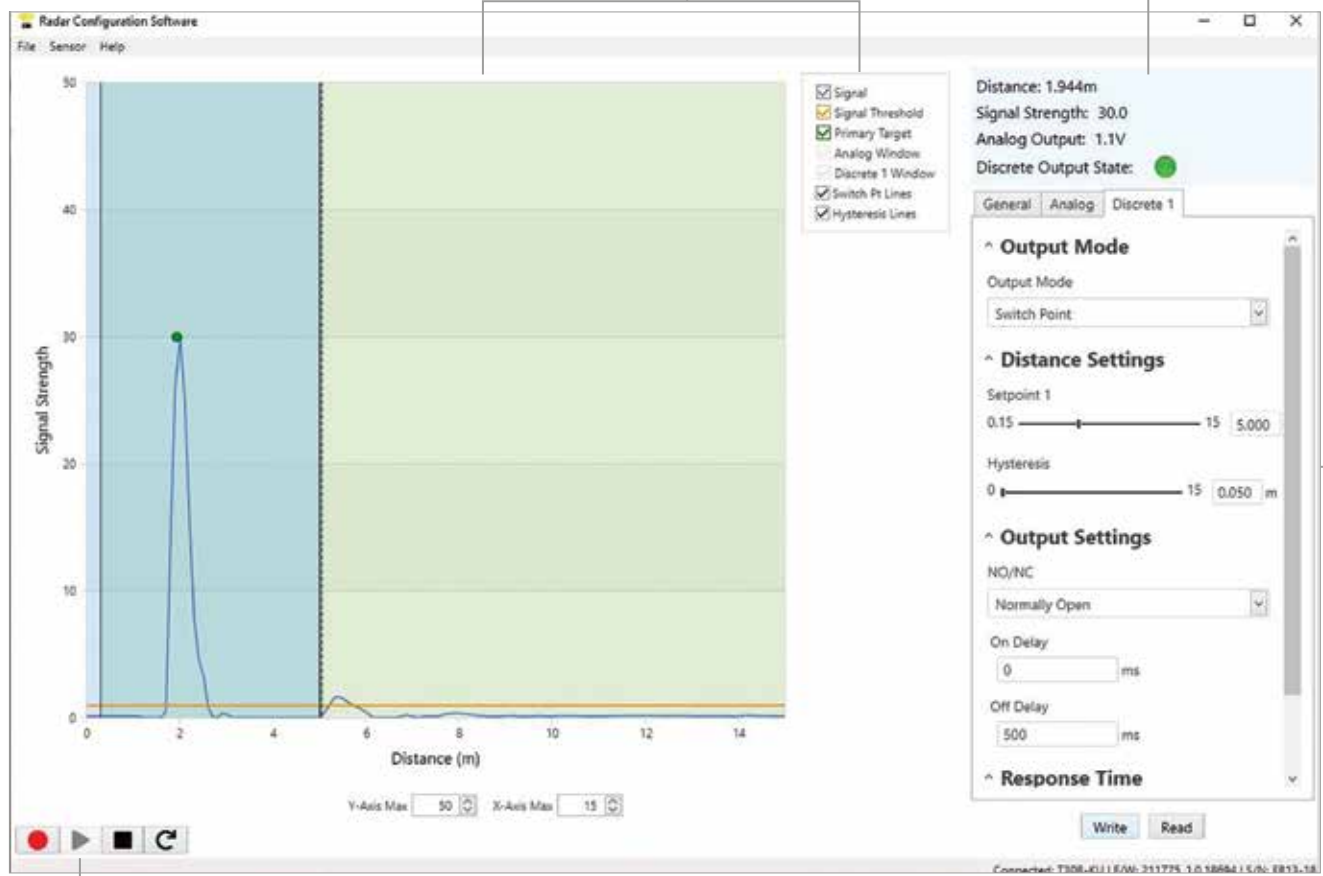 Radar Configuration Software
File Sensor Help
50
40
30
20
10
0
Signal Strength
0 2 4 6 8 10 12 14
Distance (m)
Y-Axis Max 50 X-Axis Max 15
Signal
Signal Threshold
Primary Target
Analog Window
Discrete 1 Window
Switch Pt Lines
Hysteresis Lines
Distance: 1.944m
Signal Strength: 30.0
Analog Output: 1.1V
Discrete Output State:
General Analog Discrete 1
Output Mode
Output Mode
Switch Point
Distance Settings
Setpoint 1
0.15 15 5.000
Hysteresis
0 15 0.050 m
Output Settings
NO/NC
Normally Open
On Delay
0 ms
Off Delay
500 ms
Response Time
Write Read
Connected: